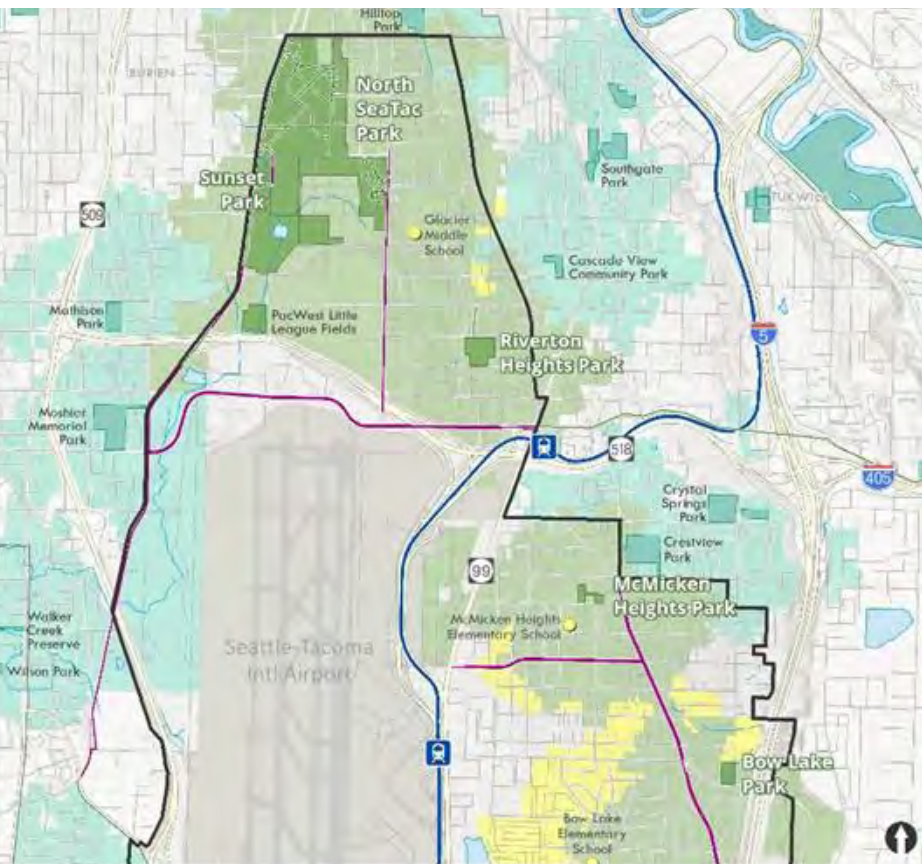 Hilltop
Park
BURIEN
North
SeaTac
Park
Sunset
Park
Southgate
Park
TUKWILA
509
Glacier
Middle
School
Cascade View
Community Park
Mathison
Park
PacWest Little
League Fields
5
Riverton
Heights Park
Moshier
Memorial
Park
518
405
Crystal
Springs
Park
Crestview
Park
99
McMicken
Heights Park
McMicken Heights
Elementary School
Walker
Creek
Preserve
Wilson Park
Seattle-Tacoma
Intl Airport
Bow Lake
Park
Bow Lake
Elementary
School